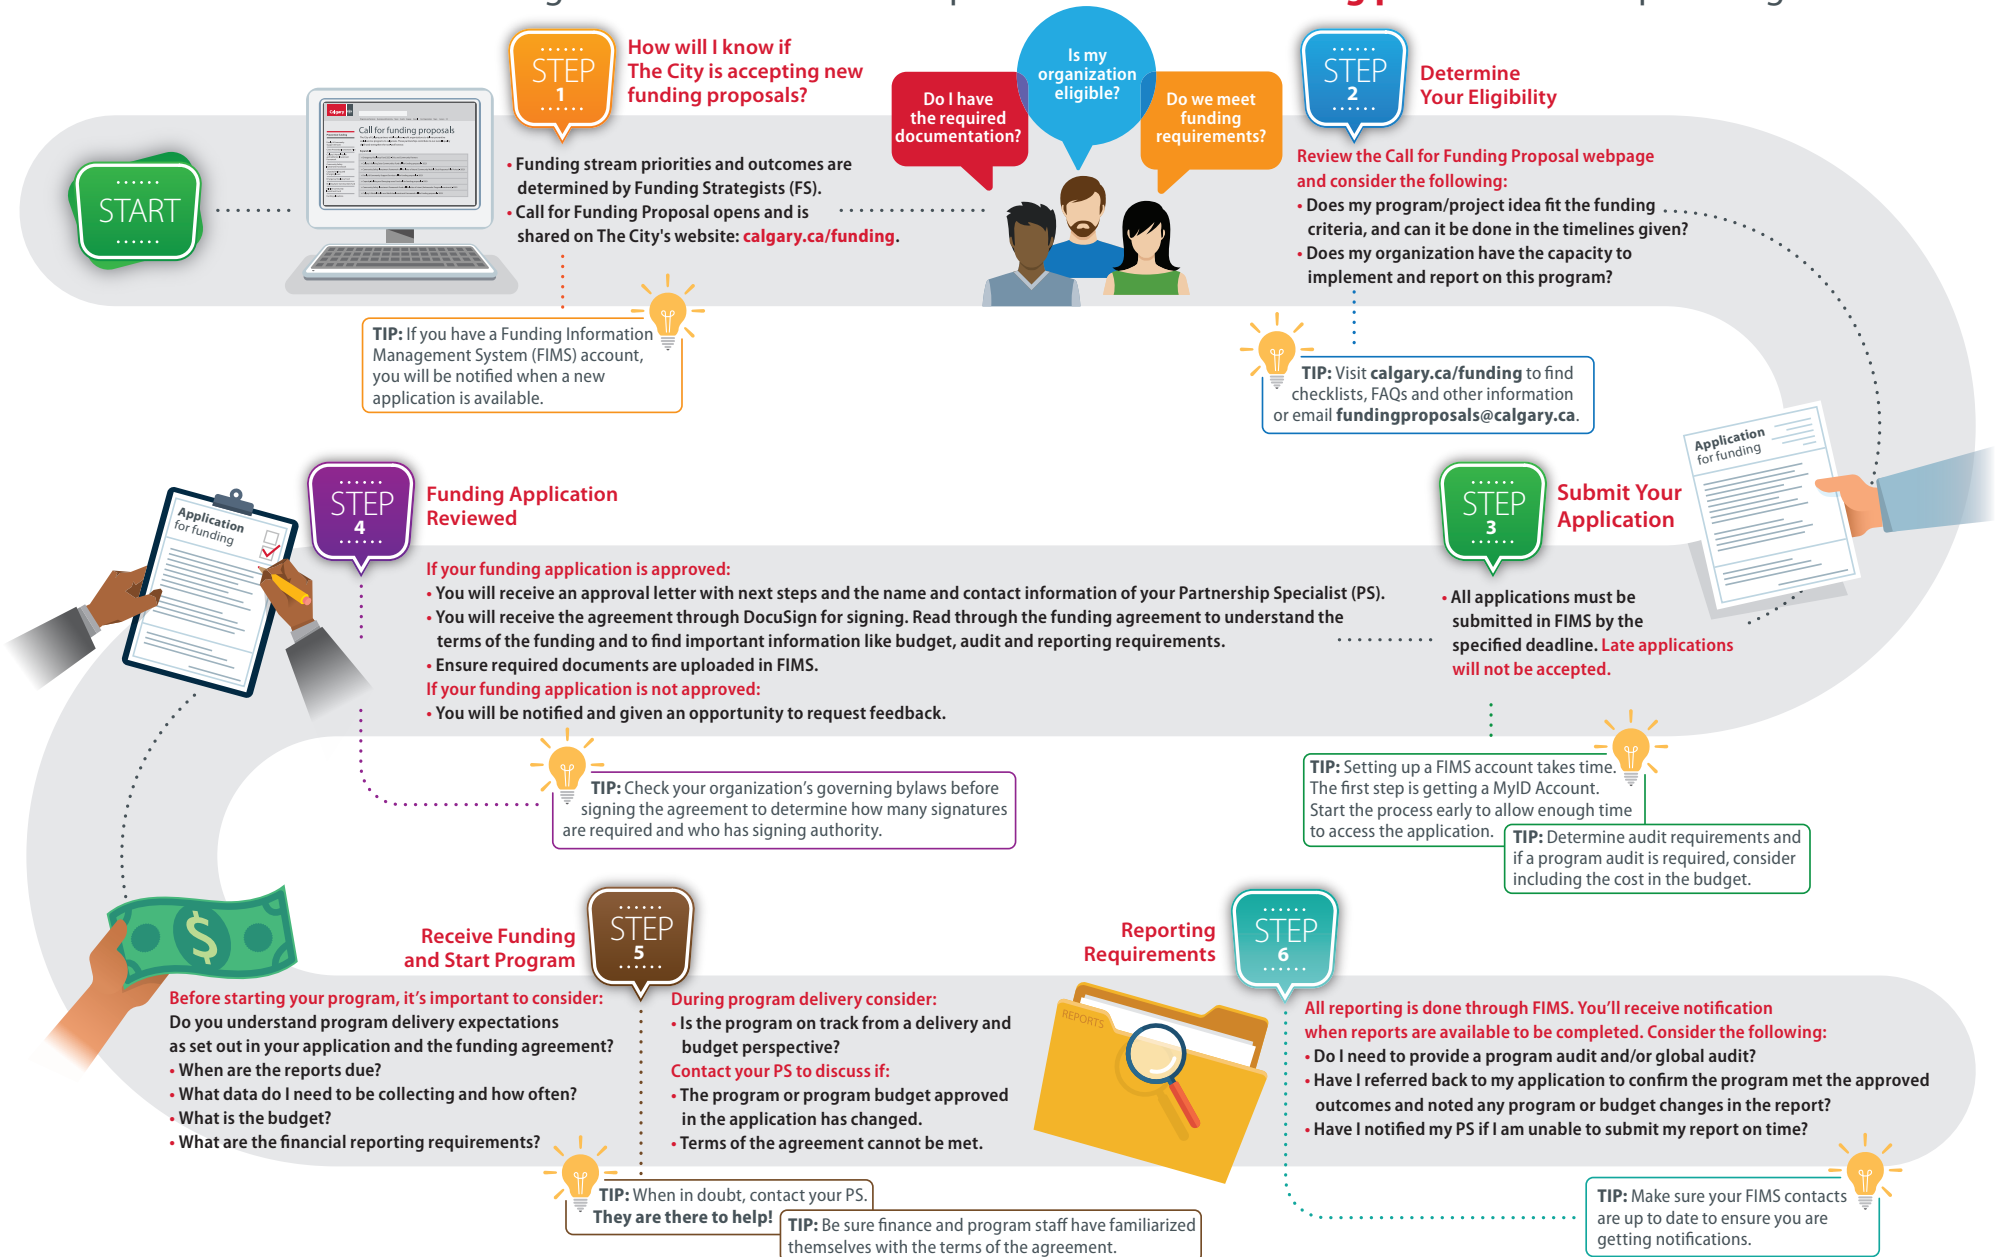 STEP
1
How will I know if
The City is accepting new
funding proposals?
Calgary
Call for funding proposals
START
• Funding stream priorities and outcomes are
determined by Funding Strategists (FS).
• Call for Funding Proposal opens and is
shared on The City's website: calgary.ca/funding.
TIP: If you have a Funding Information
Management System (FIMS) account,
you will be notified when a new
application is available.
Do I have
the required
documentation?
Is my
organization
eligible?
Do we meet
funding
requirements?
STEP
2
Determine
Your Eligibility
Review the Call for Funding Proposal webpage
and consider the following:
• Does my program/project idea fit the funding
criteria, and can it be done in the timelines given?
• Does my organization have the capacity to
implement and report on this program?
TIP: Visit calgary.ca/funding to find
checklists, FAQs and other information
or email fundingproposals@calgary.ca.
Application
for funding
STEP
3
Submit Your
Application
• All applications must be
submitted in FIMS by the
specified deadline. Late applications
will not be accepted.
TIP: Setting up a FIMS account takes time.
The first step is getting a MyID Account.
Start the process early to allow enough time
to access the application.
TIP: Determine audit requirements and
if a program audit is required, consider
including the cost in the budget.
STEP
4
Funding Application
Reviewed
Application
for funding
If your funding application is approved:
• You will receive an approval letter with next steps and the name and contact information of your Partnership Specialist (PS).
• You will receive the agreement through DocuSign for signing. Read through the funding agreement to understand the
terms of the funding and to find important information like budget, audit and reporting requirements.
• Ensure required documents are uploaded in FIMS.
If your funding application is not approved:
• You will be notified and given an opportunity to request feedback.
TIP: Check your organization's governing bylaws before
signing the agreement to determine how many signatures
are required and who has signing authority.
Receive Funding
and Start Program
STEP
5
Before starting your program, it's important to consider:
Do you understand program delivery expectations
as set out in your application and the funding agreement?
• When are the reports due?
• What data do I need to be collecting and how often?
• What is the budget?
• What are the financial reporting requirements?
During program delivery consider:
• Is the program on track from a delivery and
budget perspective?
Contact your PS to discuss if:
• The program or program budget approved
in the application has changed.
• Terms of the agreement cannot be met.
TIP: When in doubt, contact your PS.
They are there to help!
TIP: Be sure finance and program staff have familiarized
themselves with the terms of the agreement.
Reporting
Requirements
STEP
6
REPORTS
All reporting is done through FIMS. You'll receive notification
when reports are available to be completed. Consider the following:
• Do I need to provide a program audit and/or global audit?
• Have I referred back to my application to confirm the program met the approved
outcomes and noted any program or budget changes in the report?
• Have I notified my PS if I am unable to submit my report on time?
TIP: Make sure your FIMS contacts
are up to date to ensure you are
getting notifications.